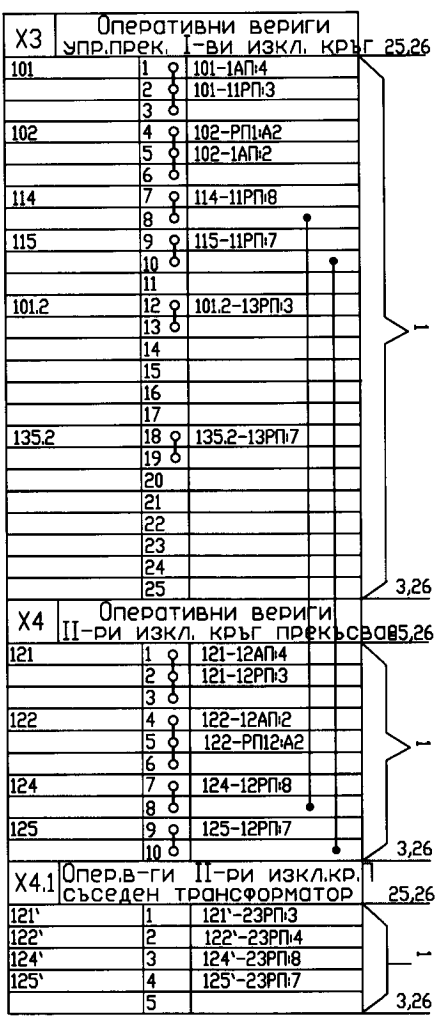 X3 Оперативни вериги
упр.прек. I-ви изкл. кръг 25,26
101 1 101-1АП:4
2 101-11РП:3
3
102 4 102-РП1:А2
5 102-1АП:2
6
114 7 114-11РП:8
8
115 9 115-11РП:7
10
11
101.2 12 101.2-13РП:3
13
14
15
16
17
135.2 18 135.2-13РП:7
19
20
21
22
23
24
25 3,26
1
X4 Оперативни вериги
II-ри изкл. кръг прекъсвач
121 1 121-12АП:4
2 121-12РП:3
3
122 4 122-12АП:2
5 122-РП12:А2
6
124 7 124-12РП:8
8
125 9 125-12РП:7
10 3,26
1
X4.1 Опер.в-ги II-ри изкл.кр.П
съседен трансформатор 25,26
121' 1 121'-23РП:3
122' 2 122'-23РП:4
124' 3 124'-23РП:8
125' 4 125'-23РП:7
5 3,26
1